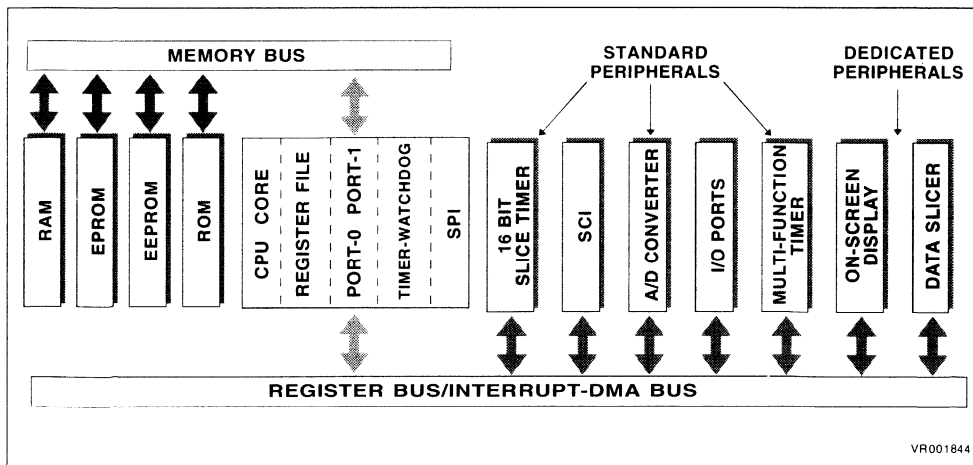 MEMORY BUS
STANDARD
PERIPHERALS
DEDICATED
PERIPHERALS
RAM
EPROM
EEPROM
ROM
CPU CORE
REGISTER FILE
PORT-0 PORT-1
TIMER-WATCHDOG
SPI
16 BIT
SLICE TIMER
SCI
A/D CONVERTER
I/O PORTS
MULTI-FUNCTION
TIMER
ON-SCREEN
DISPLAY
DATA SLICER
REGISTER BUS/INTERRUPT-DMA BUS
VR001844